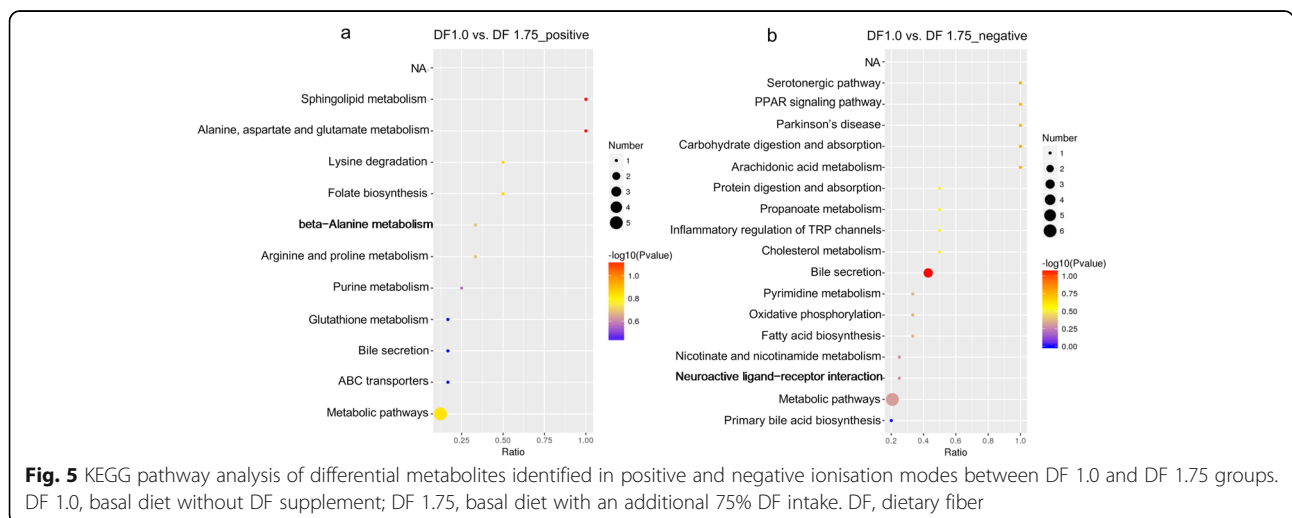 a
DF1.0 vs. DF 1.75_positive
NA
Sphingolipid metabolism
Alanine, aspartate and glutamate metabolism
Lysine degradation
Folate biosynthesis
beta-Alanine metabolism
Arginine and proline metabolism
Purine metabolism
Glutathione metabolism
Bile secretion
ABC transporters
Metabolic pathways
0.25 0.50 0.75 1.00
Ratio
Number
1
2
3
4
5
-log10(Pvalue)
1.0
0.8
0.6
b
DF1.0 vs. DF 1.75_negative
NA
Serotonergic pathway
PPAR signaling pathway
Parkinson's disease
Carbohydrate digestion and absorption
Arachidonic acid metabolism
Protein digestion and absorption
Propanoate metabolism
Inflammatory regulation of TRP channels
Cholesterol metabolism
Bile secretion
Pyrimidine metabolism
Oxidative phosphorylation
Fatty acid biosynthesis
Nicotinate and nicotinamide metabolism
Neuroactive ligand-receptor interaction
Metabolic pathways
Primary bile acid biosynthesis
0.2 0.4 0.6 0.8 1.0
Ratio
Number
1
2
3
4
5
6
-log10(Pvalue)
1.00
0.75
0.50
0.25
0.00
Fig. 5 KEGG pathway analysis of differential metabolites identified in positive and negative ionisation modes between DF 1.0 and DF 1.75 groups.
DF 1.0, basal diet without DF supplement; DF 1.75, basal diet with an additional 75% DF intake. DF, dietary fiber